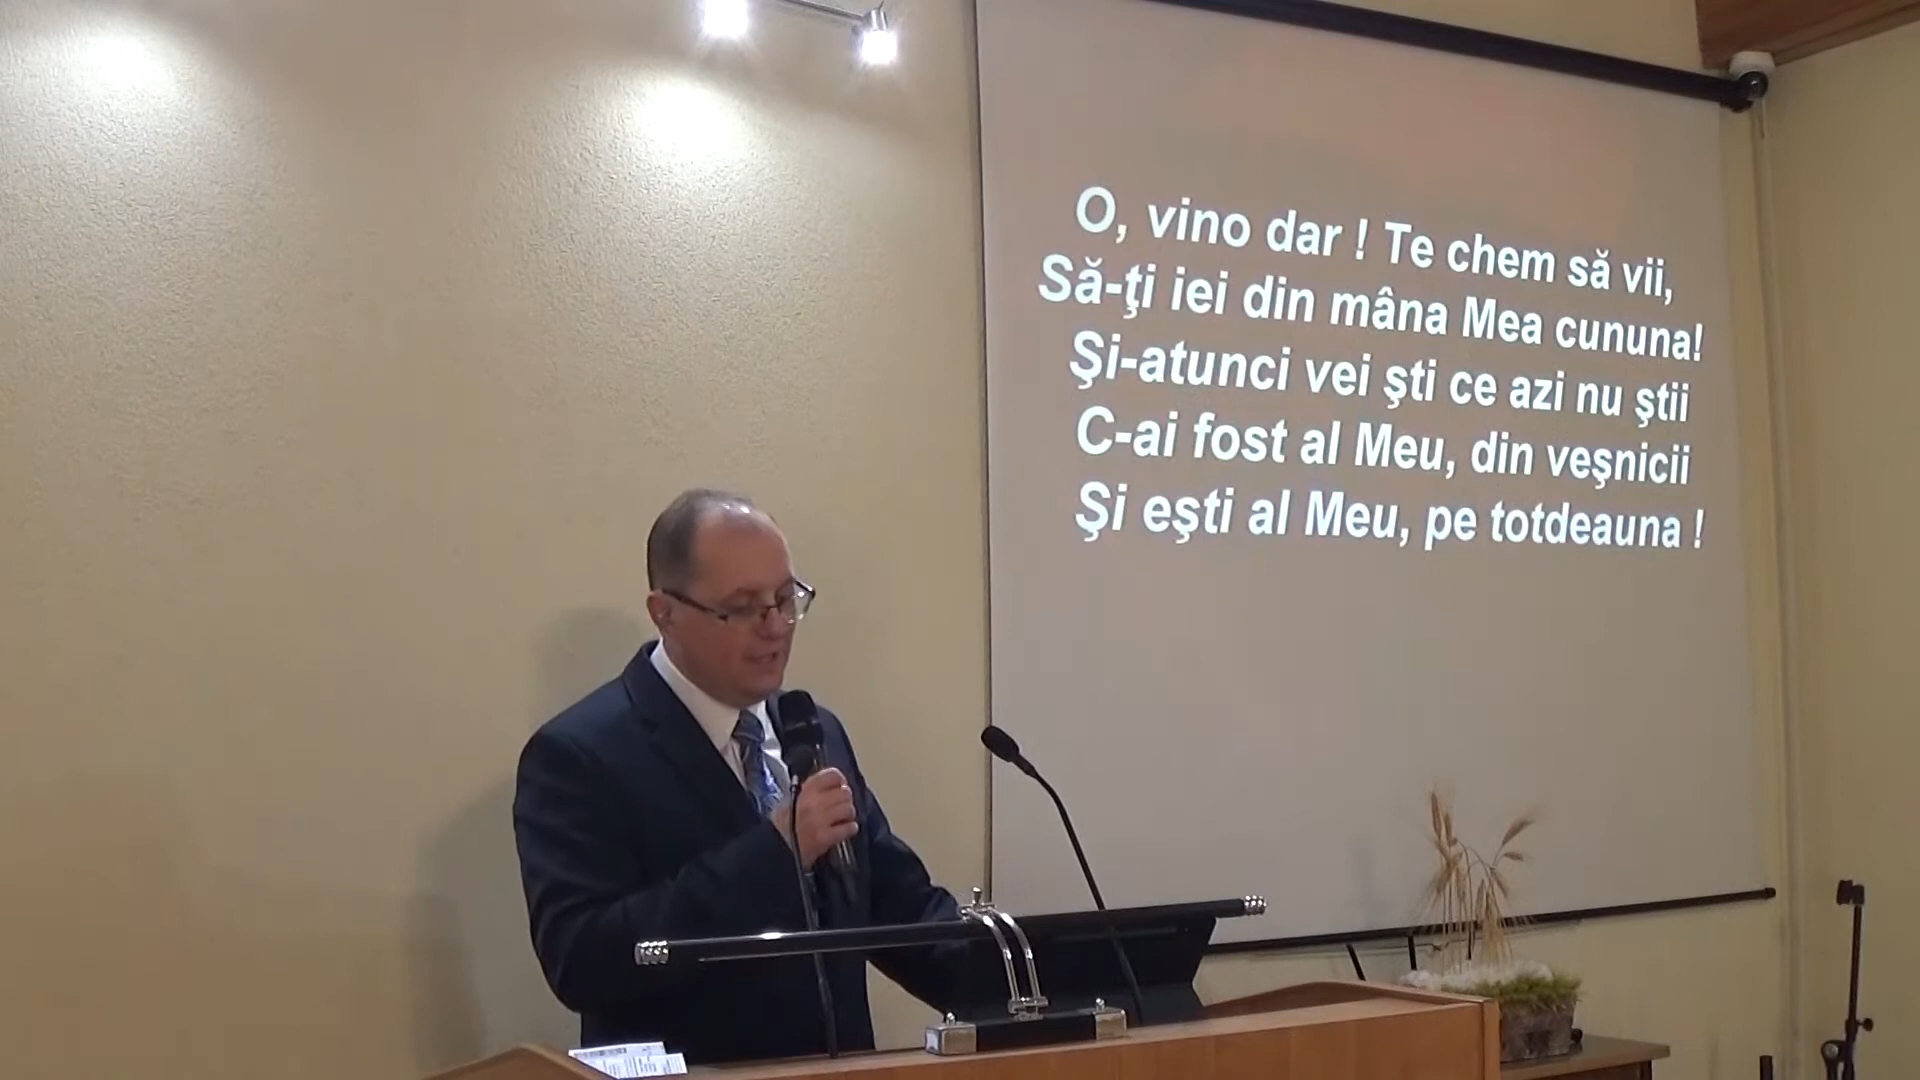 O, vino dar ! Te chem să vii,
Să-ţi iei din mâna Mea cununa!
Şi-atunci vei şti ce azi nu ştii
C-ai fost al Meu, din veşnicii
Şi eşti al Meu, pe totdeauna !